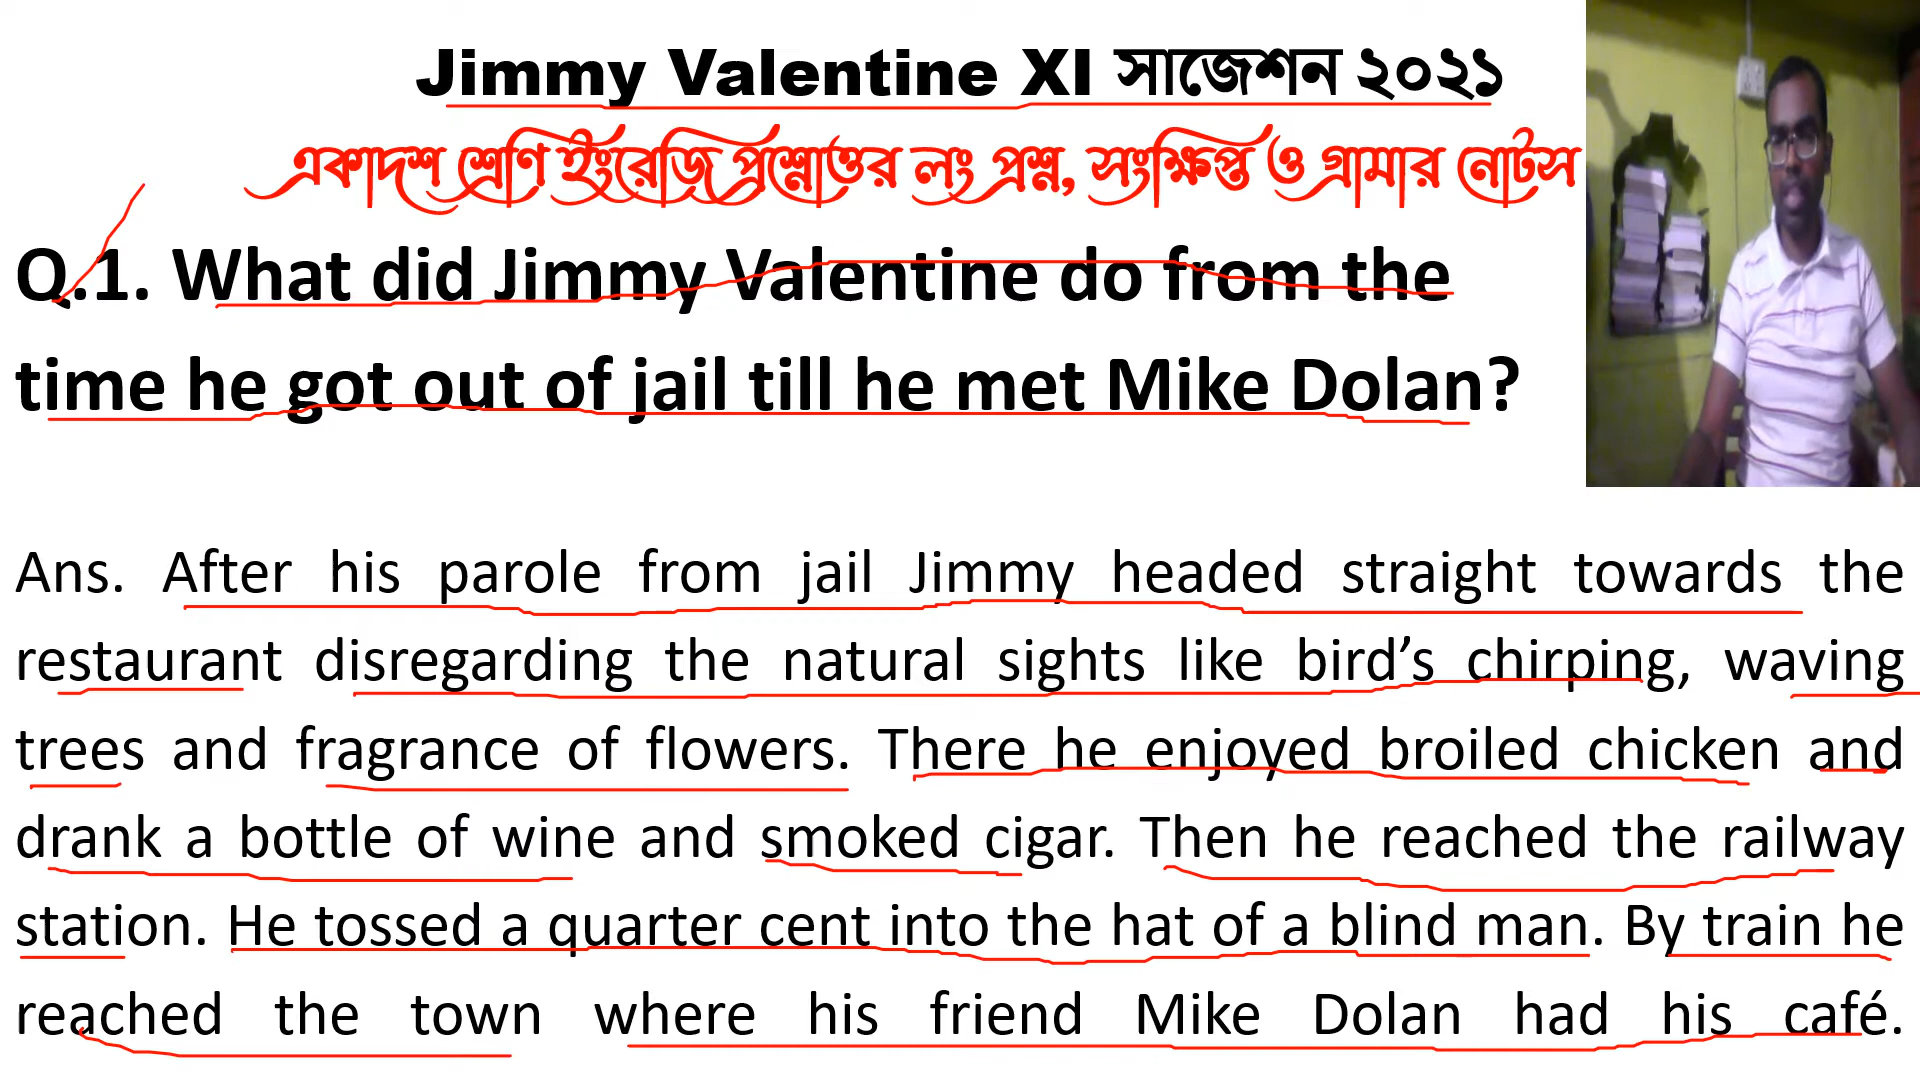 Jimmy Valentine XI সাজেশন ২০২১
একাদশ শ্রেণি ইংরেজি প্রশ্নোত্তর লং প্রশ্ন, সংক্ষিপ্ত ও গ্রামার নোটস
Q.1. What did Jimmy Valentine do from the
time he got out of jail till he met Mike Dolan?
Ans. After his parole from jail Jimmy headed straight towards the
restaurant disregarding the natural sights like bird’s chirping, waving
trees and fragrance of flowers. There he enjoyed broiled chicken and
drank a bottle of wine and smoked cigar. Then he reached the railway
station. He tossed a quarter cent into the hat of a blind man. By train he
reached the town where his friend Mike Dolan had his café.